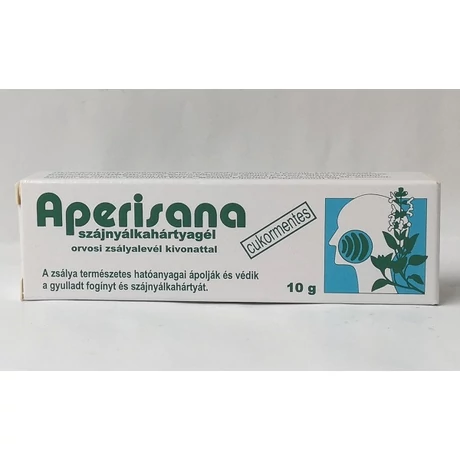 Aperisana
szájnyálkahártyagél
orvosi zsályalevél kivonattal
cukormentes
A zsálya természetes hatóanyagai ápolják és védik
a gyulladt fogínyt és szájnyálkahártyát.
10 g